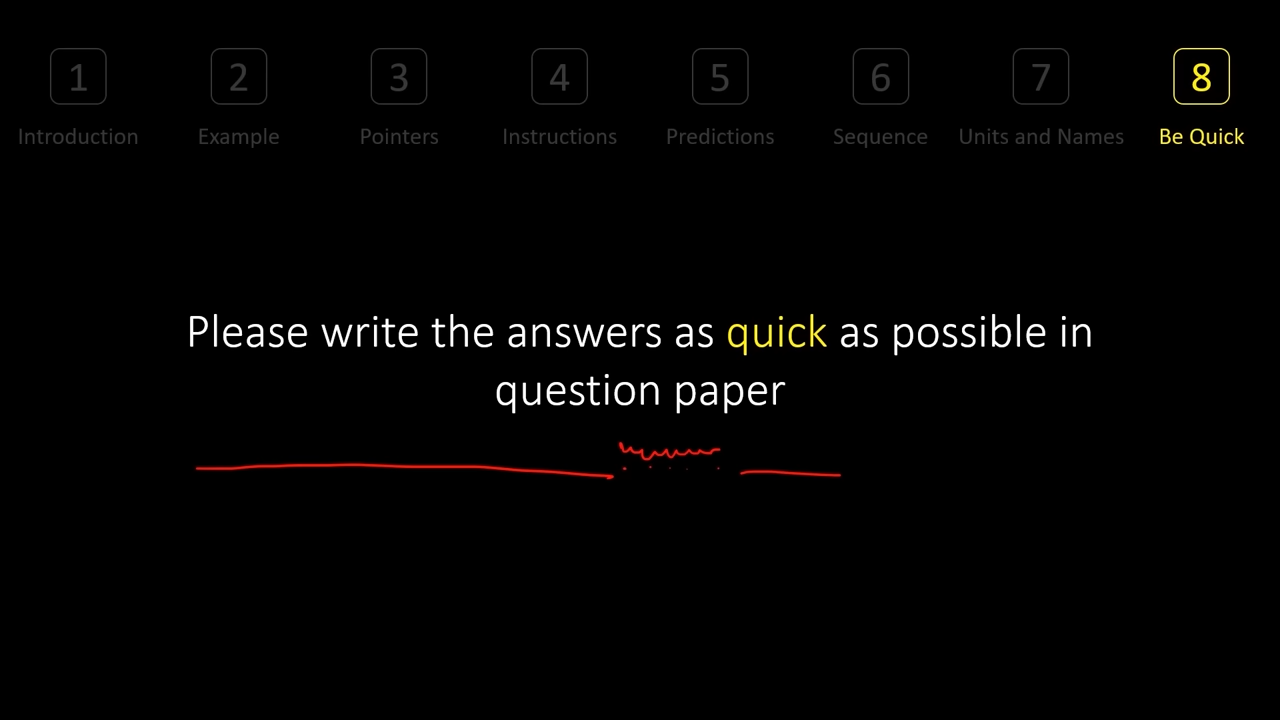 1 2 3 4 5 6 7 8
Introduction Example Pointers Instructions Predictions Sequence Units and Names Be Quick
Please write the answers as quick as possible in
question paper